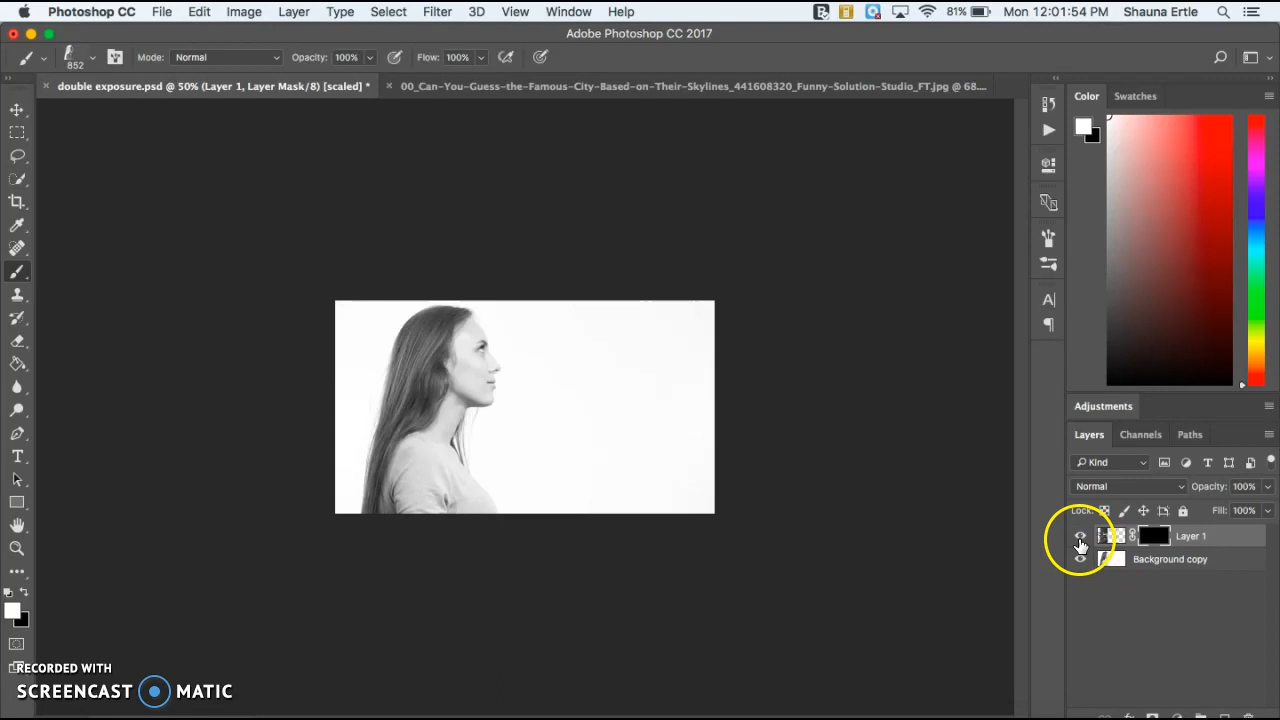 Photoshop CC File Edit Image Layer Type Select Filter 3D View Window Help 81% Mon 12:01:54 PM Shauna Ertle
Adobe Photoshop CC 2017
852 Mode: Normal Opacity: 100% Flow: 100%
double exposure.psd @ 50% (Layer 1, Layer Mask/8) [scaled] * 00_Can-You-Guess-the-Famous-City-Based-on-Their-Skylines_441608320_Funny-Solution-Studio_FT.jpg @ 68....
Color Swatches
Adjustments
Layers Channels Paths
Kind
Normal Opacity: 100%
Lock: Fill: 100%
Layer 1
Background copy
RECORDED WITH
SCREENCAST MATIC